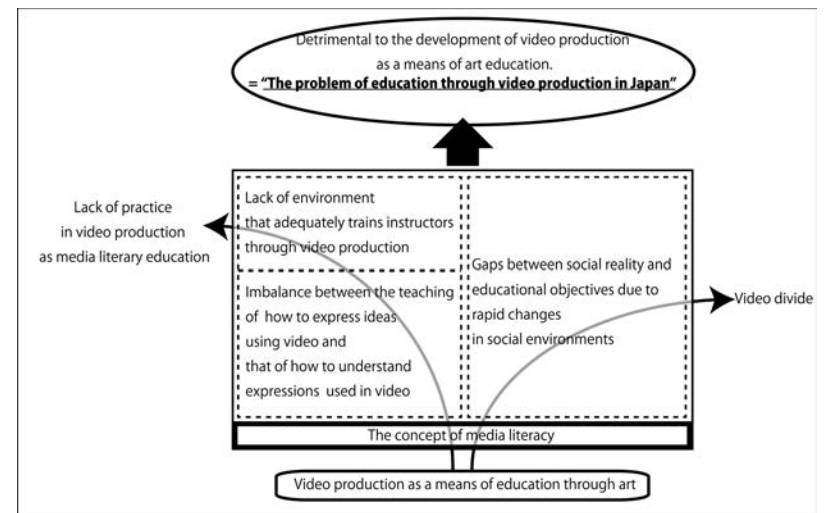 Detrimental to the development of video production
as a means of art education.
= "The problem of education through video production in Japan"
Lack of practice
in video production
as media literary education
Lack of environment
that adequately trains instructors
through video production
Imbalance between the teaching
of how to express ideas
using video and
that of how to understand
expressions used in video
Gaps between social reality and
educational objectives due to
rapid changes
in social environments
Video divide
The concept of media literacy
Video production as a means of education through art